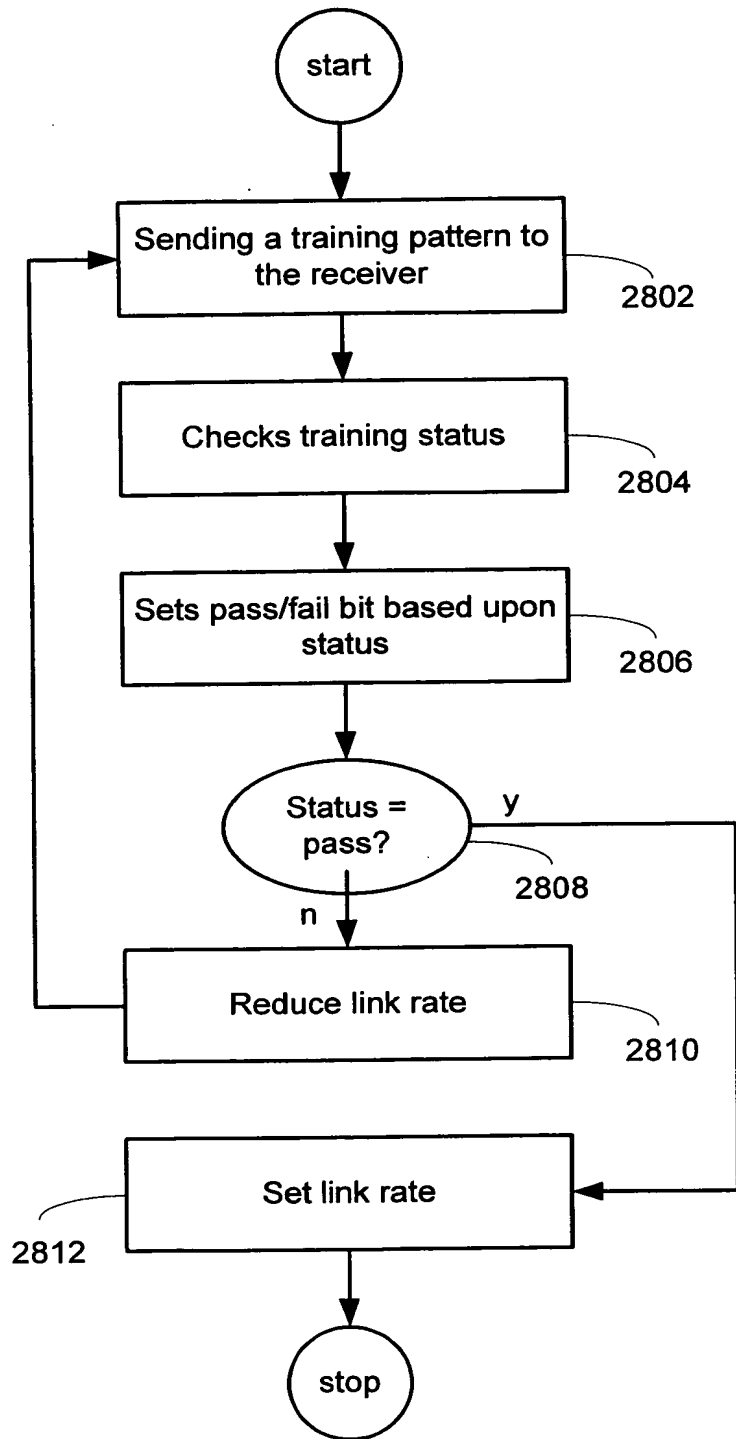 start
Sending a training pattern to
the receiver
2802
Checks training status
2804
Sets pass/fail bit based upon
status
2806
Status =
pass?
y
2808
n
Reduce link rate
2810
Set link rate
2812
stop